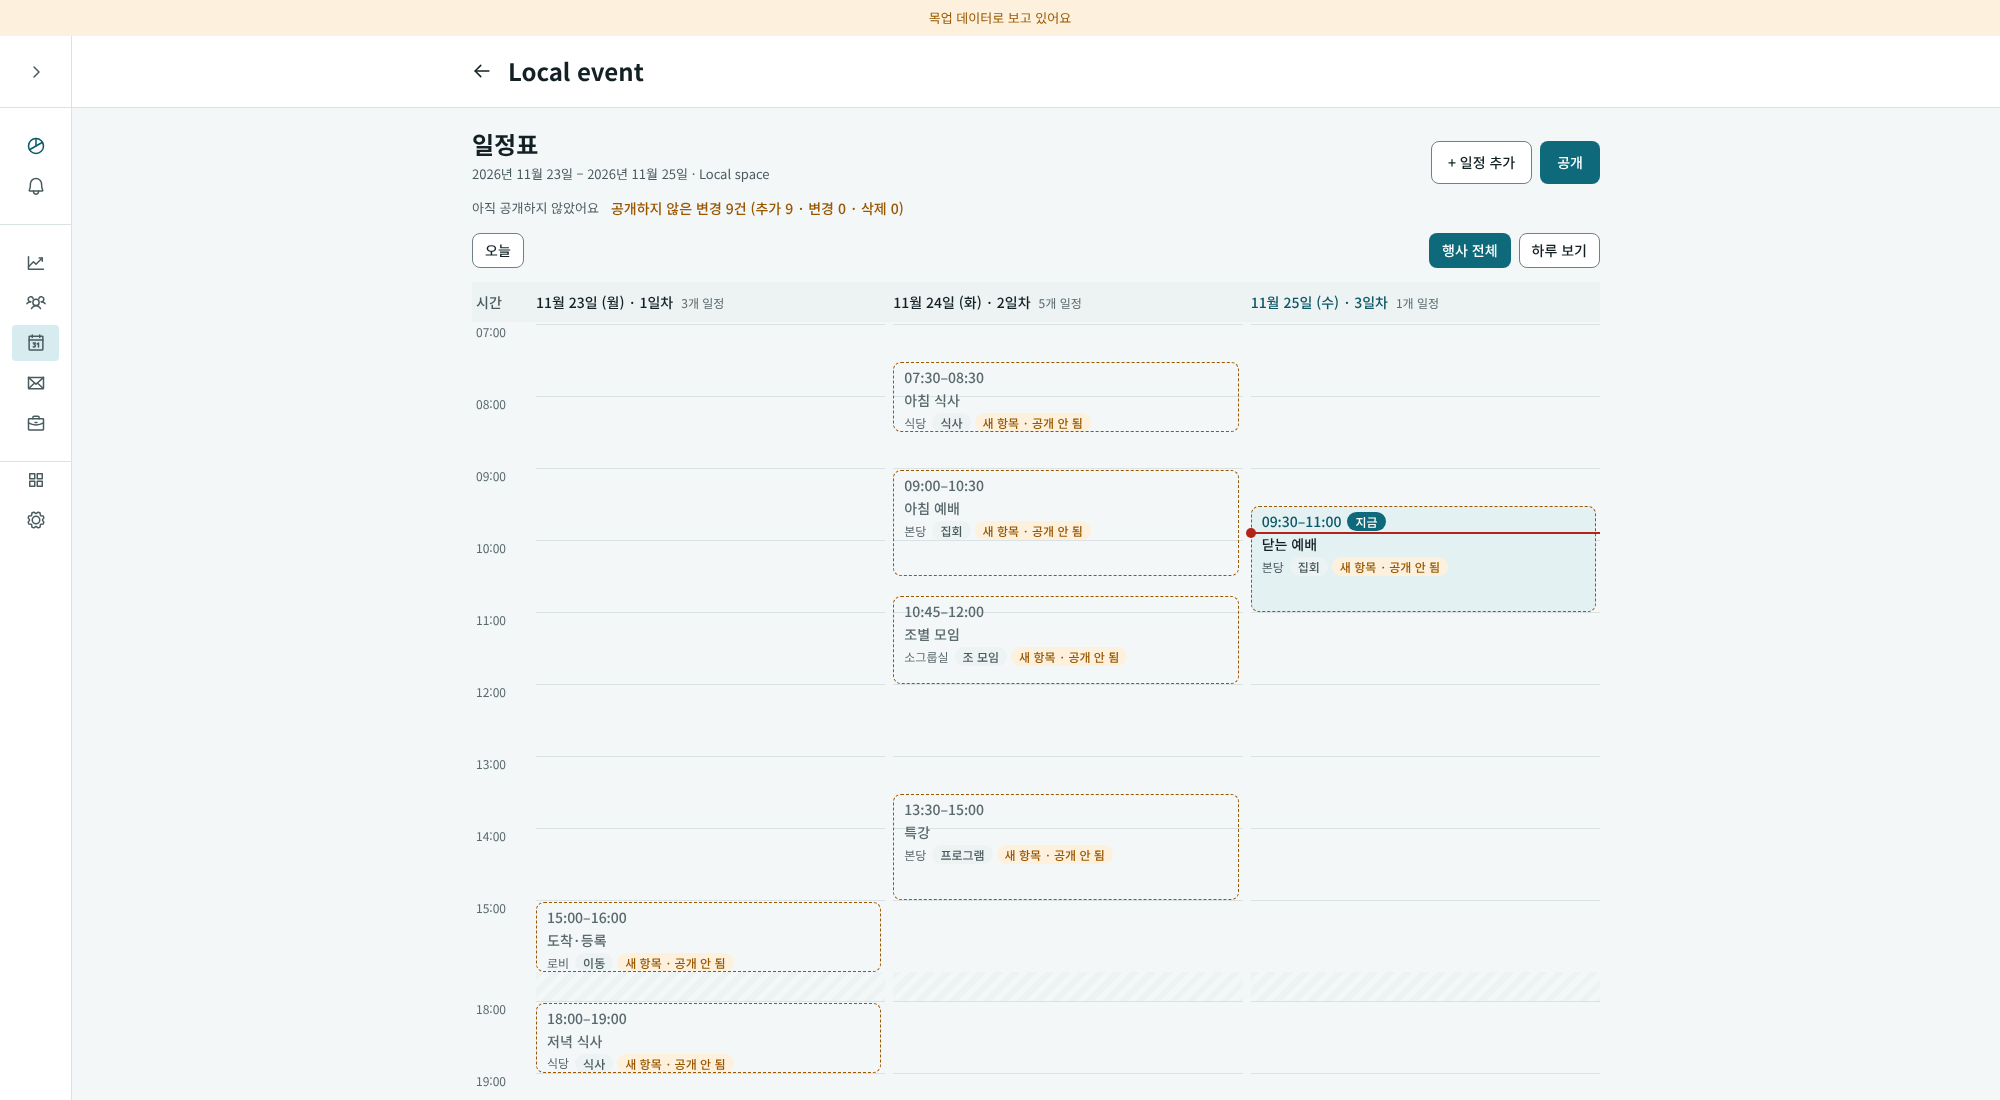 목업 데이터로 보고 있어요
Local event
일정표
2026년 11월 23일 – 2026년 11월 25일 · Local space
+ 일정 추가
공개
아직 공개하지 않았어요 공개하지 않은 변경 9건 (추가 9 · 변경 0 · 삭제 0)
오늘
행사 전체
하루 보기
시간
11월 23일 (월) · 1일차 3개 일정
11월 24일 (화) · 2일차 5개 일정
11월 25일 (수) · 3일차 1개 일정
07:00
07:30–08:30
아침 식사
식당 식사 새 항목 · 공개 안 됨
08:00
09:00
09:00–10:30
아침 예배
본당 집회 새 항목 · 공개 안 됨
09:30–11:00 지금
닫는 예배
본당 집회 새 항목 · 공개 안 됨
10:00
10:45–12:00
조별 모임
소그룹실 조 모임 새 항목 · 공개 안 됨
11:00
12:00
13:00
13:30–15:00
특강
본당 프로그램 새 항목 · 공개 안 됨
14:00
15:00
15:00–16:00
도착·등록
로비 이동 새 항목 · 공개 안 됨
18:00
18:00–19:00
저녁 식사
식당 식사 새 항목 · 공개 안 됨
19:00
31